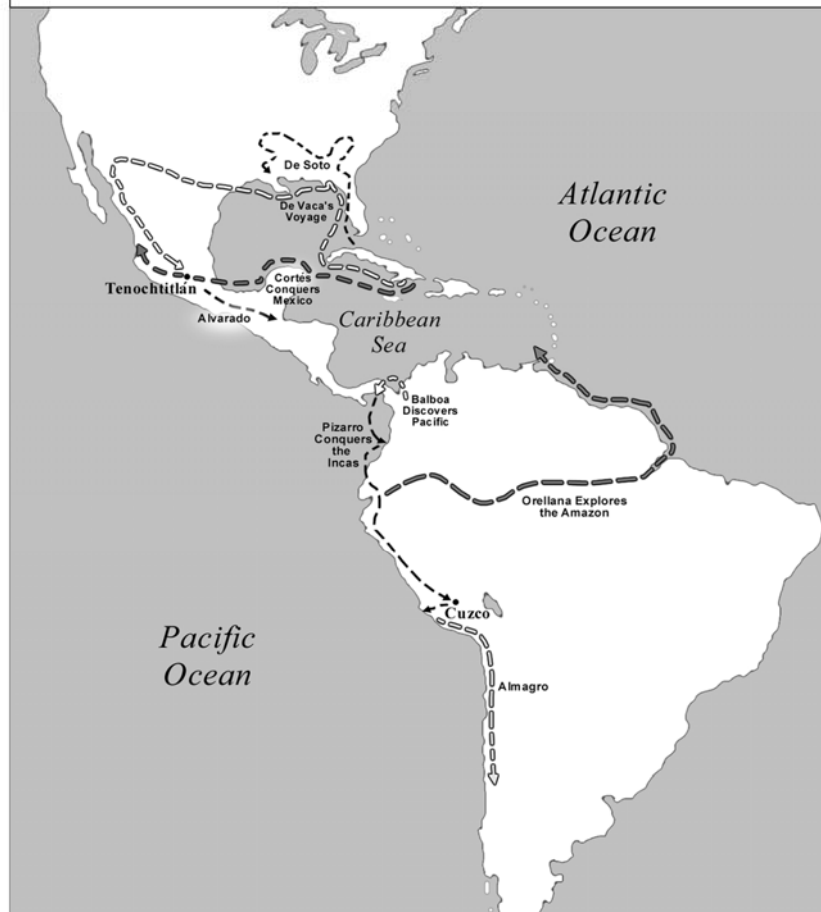 De Soto
De Vaca's
Voyage
Atlantic
Ocean
Tenochtitlán
Cortés
Conquers
Mexico
Alvarado
Caribbean
Sea
Balboa
Discovers
Pacific
Pizarro
Conquers
the
Incas
Orellana Explores
the Amazon
Cuzco
Pacific
Ocean
Almagro